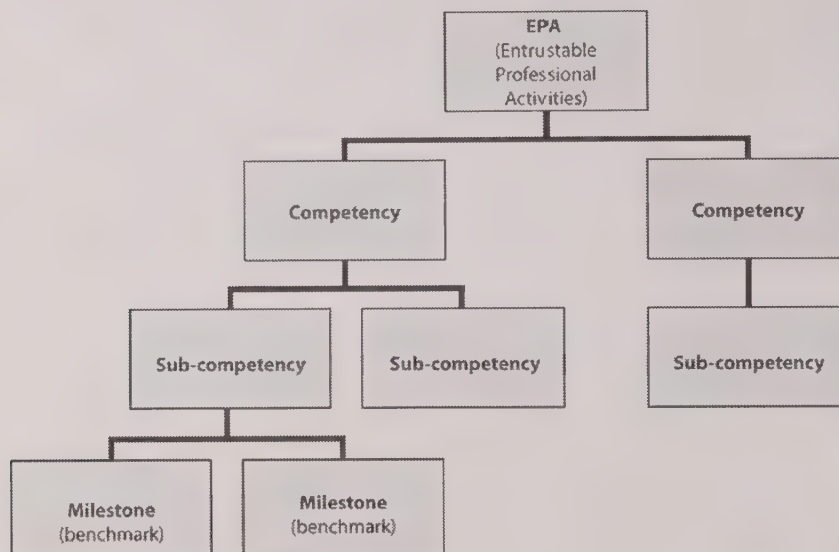 EPA
(Entrustable
Professional
Activities)
Competency
Competency
Sub-competency
Sub-competency
Sub-competency
Milestone
(benchmark)
Milestone
(benchmark)